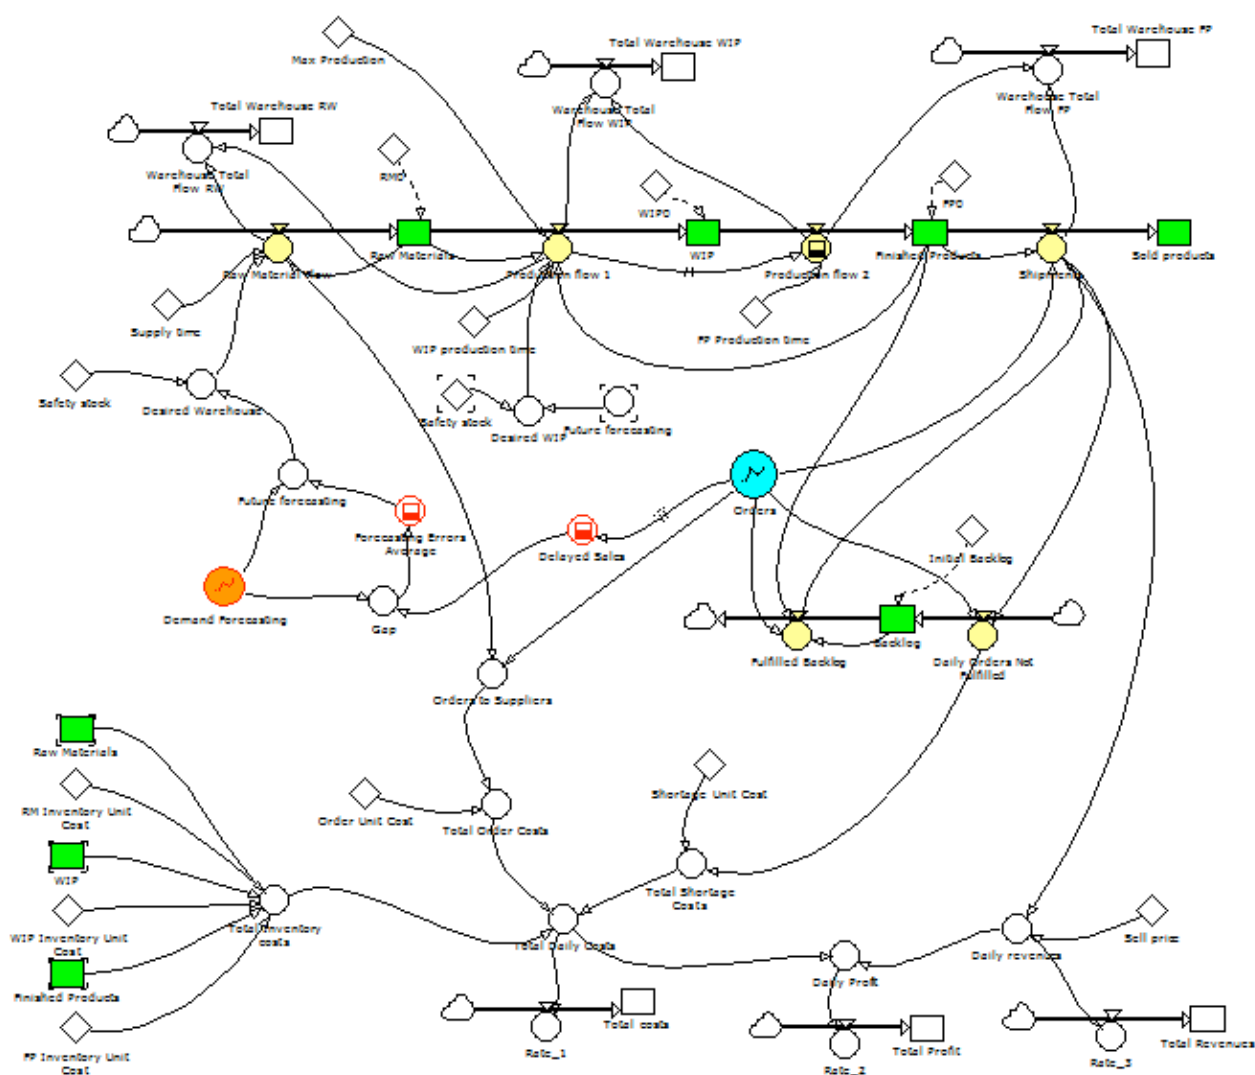 Total Warehouse WIP
Total Warehouse FP
Max Production
Total Warehouse RW
Warehouse Total
Flow WIP
Warehouse Total
Flow FP
Warehouse Total
Flow RW
RM0
WIP0
FP0
Raw Material flow
Raw Materials
Production flow 1
WIP
Production flow 2
Finished Products
Shipments
Sold products
Supply time
WIP production time
FP Production time
Safety stock
Desired Warehouse
Safety stock
Desired WIP
Future forecasting
Future forecasting
Forecasting Errors
Average
Delayed Sales
Orders
Initial Backlog
Demand Forecasting
Gap
Fulfilled Backlog
Backlog
Daily Orders Not
Fulfilled
Orders to Suppliers
Raw Materials
RM Inventory Unit
Cost
Order Unit Cost
Total Order Costs
Shortage Unit Cost
WIP
Total Shortage
Costs
WIP Inventory Unit
Cost
Total Inventory
costs
Total Daily Costs
Sell price
Daily revenues
Finished Products
Daily Profit
FP Inventory Unit
Cost
Rate_1
Total costs
Rate_2
Total Profit
Rate_3
Total Revenues